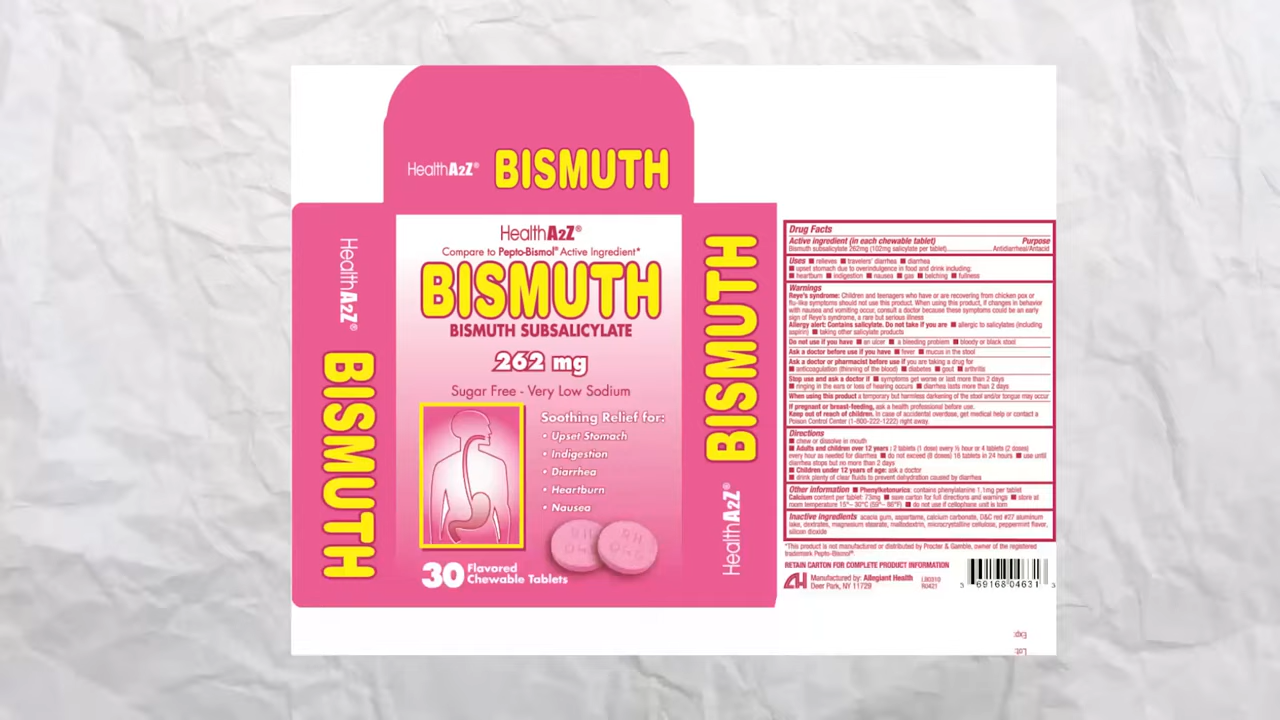 HealthA2Z® BISMUTH
HealthA2Z®
BISMUTH
HealthA2Z®
Compare to Pepto-Bismol® Active Ingredient*
BISMUTH
BISMUTH SUBSALICYLATE
262 mg
Sugar Free - Very Low Sodium
Soothing Relief for:
• Upset Stomach
• Indigestion
• Diarrhea
• Heartburn
• Nausea
30 Flavored
Chewable Tablets
BISMUTH
HealthA2Z®
Drug Facts
Active ingredient (in each chewable tablet) Purpose
Bismuth subsalicylate 262mg (102mg salicylate per tablet)....................Antidiarrheal/Antacid
Uses ■ relieves ■ travelers' diarrhea ■ diarrhea
■ upset stomach due to overindulgence in food and drink including:
■ heartburn ■ indigestion ■ nausea ■ gas ■ belching ■ fullness
Warnings
Reye's syndrome: Children and teenagers who have or are recovering from chicken pox or
flu-like symptoms should not use this product. When using this product, if changes in behavior
with nausea and vomiting occur, consult a doctor because these symptoms could be an early
sign of Reye's syndrome, a rare but serious illness
Allergy alert: Contains salicylate. Do not take if you are ■ allergic to salicylates (including
aspirin) ■ taking other salicylate products
Do not use if you have ■ an ulcer ■ a bleeding problem ■ bloody or black stool
Ask a doctor before use if you have ■ fever ■ mucus in the stool
Ask a doctor or pharmacist before use if you are taking a drug for
■ anticoagulation (thinning of the blood) ■ diabetes ■ gout ■ arthritis
Stop use and ask a doctor if ■ symptoms get worse or last more than 2 days
■ ringing in the ears or loss of hearing occurs ■ diarrhea lasts more than 2 days
When using this product a temporary but harmless darkening of the stool and/or tongue may occur
If pregnant or breast-feeding, ask a health professional before use.
Keep out of reach of children. In case of accidental overdose, get medical help or contact a
Poison Control Center (1-800-222-1222) right away.
Directions
■ chew or dissolve in mouth
■ Adults and children over 12 years : 2 tablets (1 dose) every ½ hour or 4 tablets (2 doses)
every hour as needed for diarrhea ■ do not exceed (8 doses) 16 tablets in 24 hours ■ use until
diarrhea stops but no more than 2 days
■ Children under 12 years of age: ask a doctor
■ drink plenty of clear fluids to prevent dehydration caused by diarrhea
Other information ■ Phenylketonurics: contains phenylalanine 1.1mg per tablet
Calcium content per tablet: 73mg ■ save carton for full directions and warnings ■ store at
room temperature 15°– 30°C (59°– 86°F) ■ do not use if cellophane unit is torn
Inactive ingredients acacia gum, aspartame, calcium carbonate, D&C red #27 aluminum
lake, dextrates, magnesium stearate, maltodextrin, microcrystalline cellulose, peppermint flavor,
silicon dioxide
*This product is not manufactured or distributed by Procter & Gamble, owner of the registered
trademark Pepto-Bismol®.
RETAIN CARTON FOR COMPLETE PRODUCT INFORMATION
AH Manufactured by: Allegiant Health
Deer Park, NY 11729
LB0310
R0421
3 69168 04631 3
Exp:
Lot: